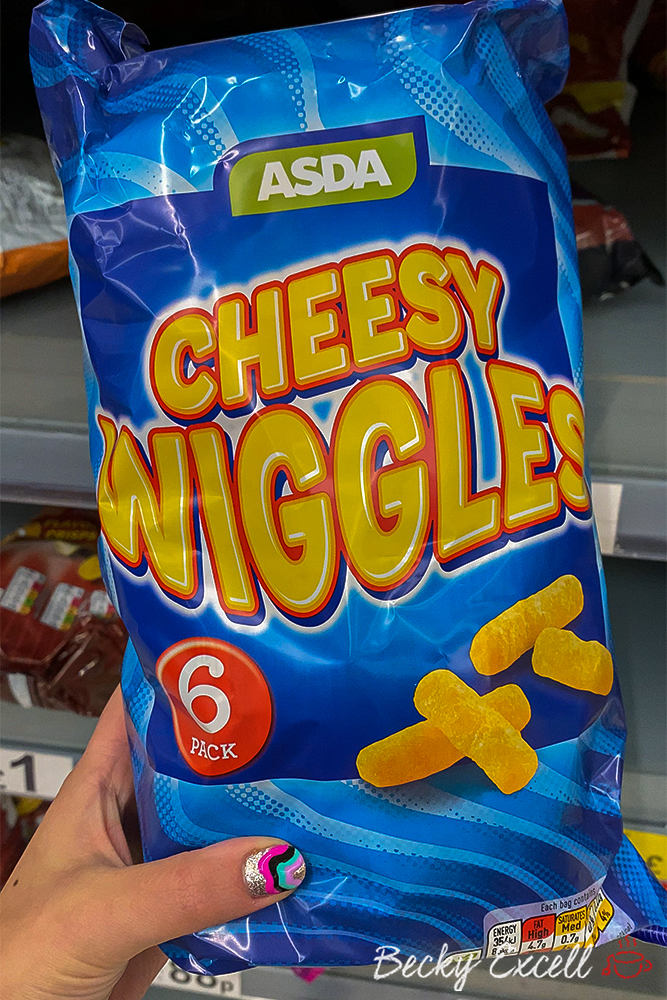 ASDA
CHEESY
WIGGLES
6
PACK
£1
Each bag contains
ENERGY
FAT
SATURATES
High
Med
4.7g
0.7g
80p
Becky Excell